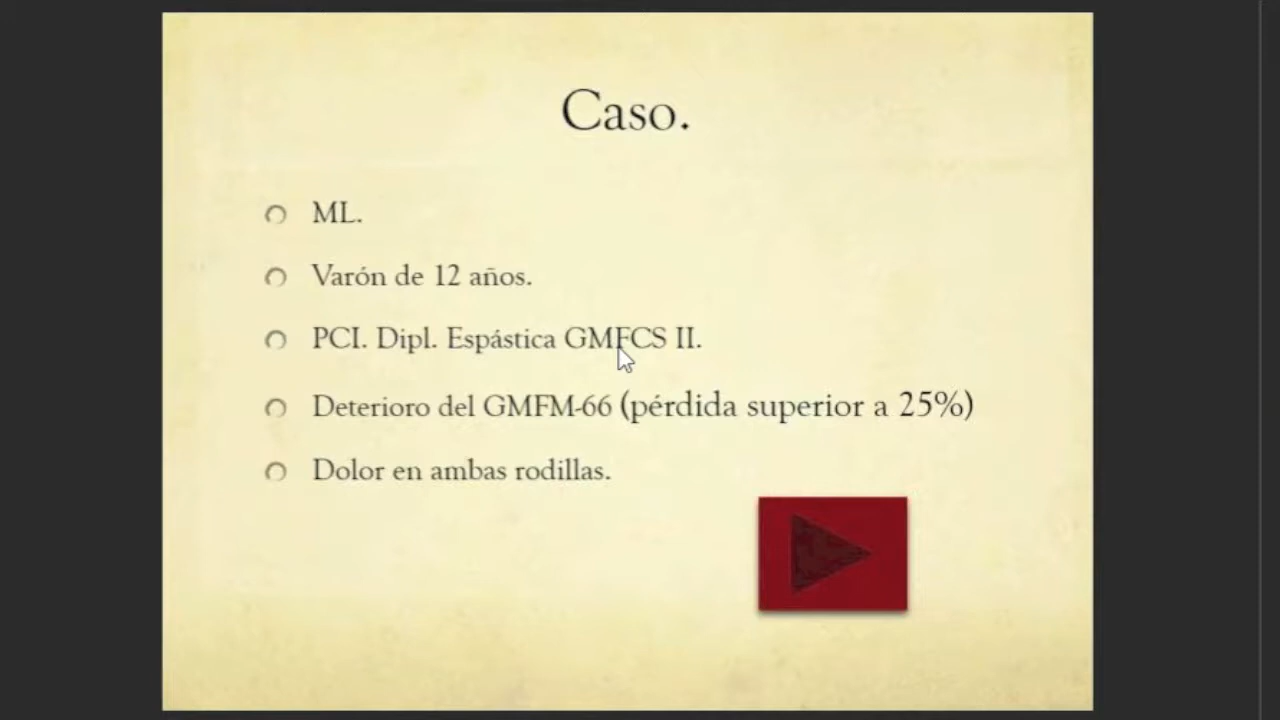 Caso.
ML.
Varón de 12 años.
PCI. Dipl. Espástica GMFCS II.
Deterioro del GMFM-66 (pérdida superior a 25%)
Dolor en ambas rodillas.